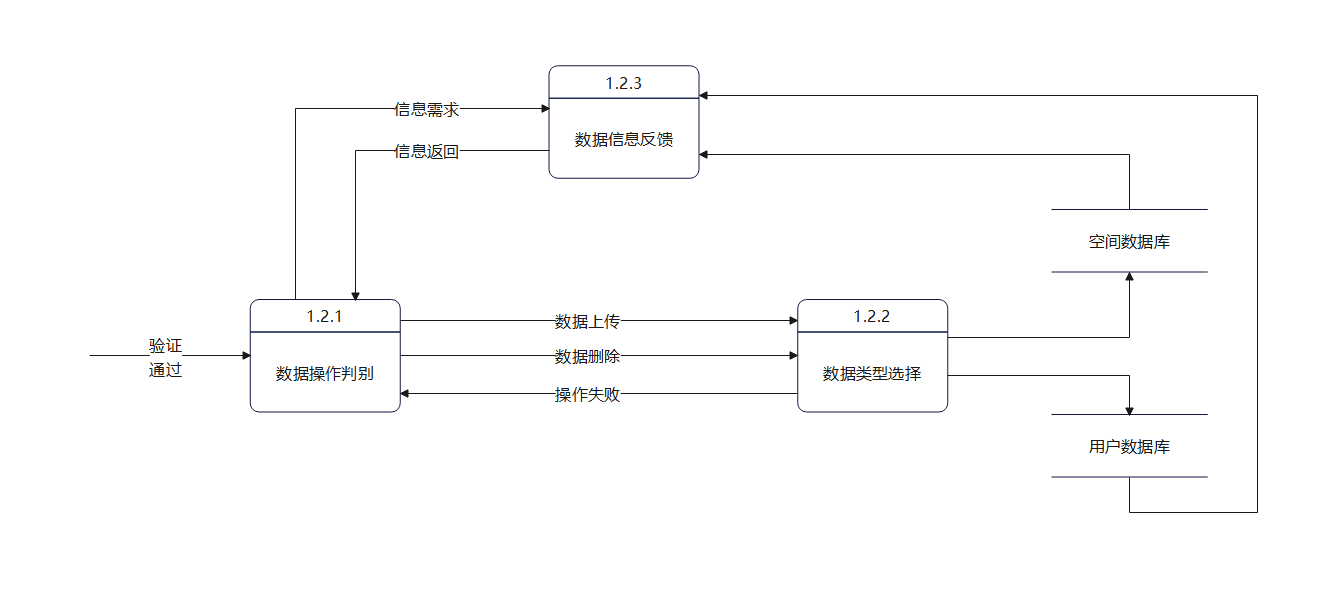 1.2.3
数据信息反馈
信息需求
信息返回
空间数据库
1.2.1
数据操作判别
验证
通过
数据上传
数据删除
操作失败
1.2.2
数据类型选择
用户数据库